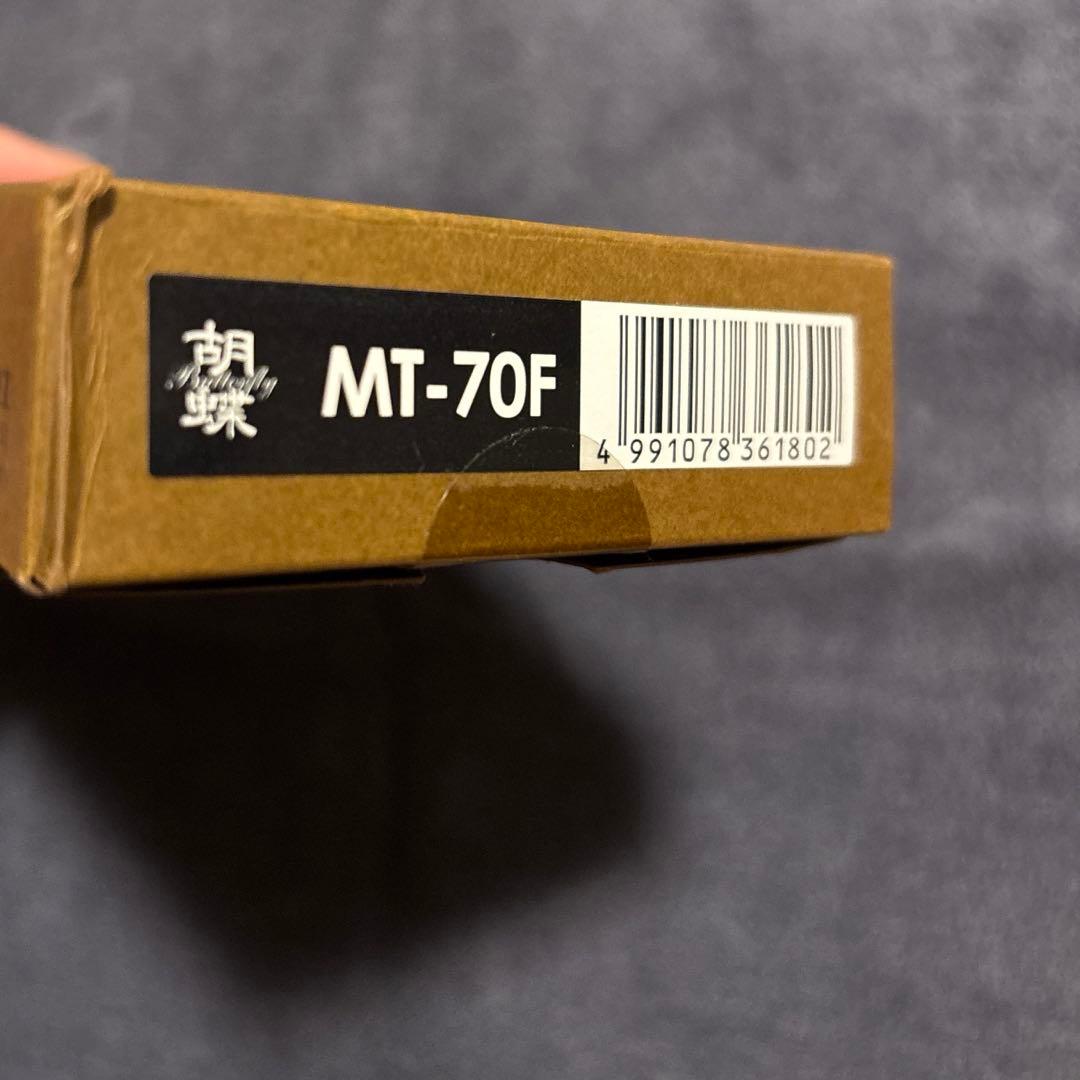 胡蝶
Butterfly
MT-70F
4 991078 361802